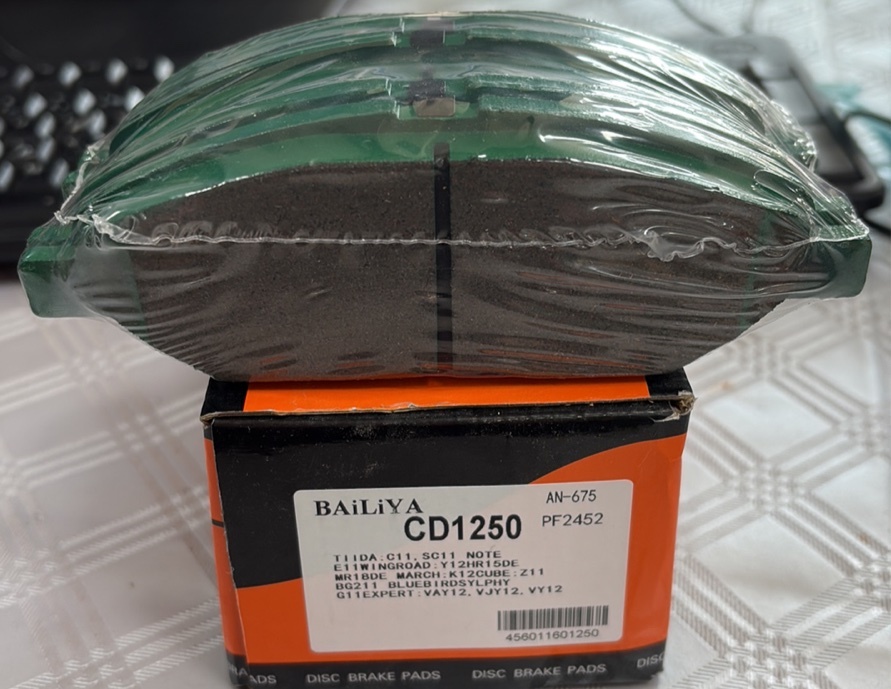 BAiLiYA
AN-675
CD1250
PF2452
TIIDA:C11,SC11 NOTE
E11WINGROAD:Y12HR15DE
MR18DE MARCH:K12CUBE:Z11
BG211 BLUEBIRDSYLPHY
G11EXPERT:VAY12,VJY12,VY12
456011601250
DISC BRAKE PADS DISC BRAKE PADS